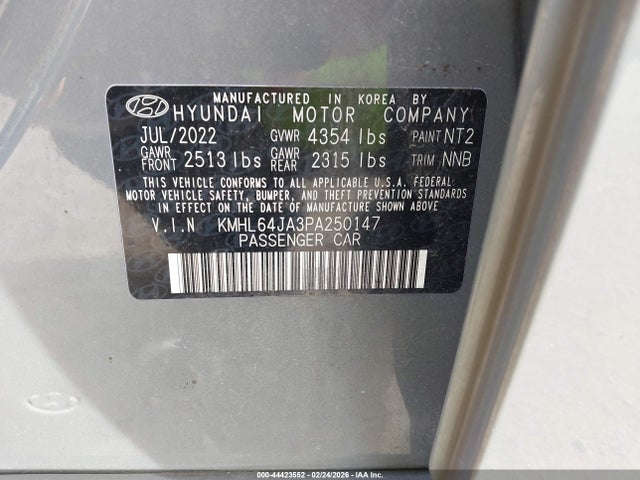 MANUFACTURED IN KOREA BY
HYUNDAI MOTOR COMPANY
JUL/2022 GVWR 4354 lbs PAINT NT2
GAWR FRONT 2513 lbs GAWR REAR 2315 lbs TRIM NNB
THIS VEHICLE CONFORMS TO ALL APPLICABLE U.S.A. FEDERAL
MOTOR VEHICLE SAFETY, BUMPER, AND THEFT PREVENTION STANDARDS
IN EFFECT ON THE DATE OF MANUFACTURE SHOWN ABOVE.
V.I.N KMHL64JA3PA250147
PASSENGER CAR
000-44423552 - 02/24/2026 - IAA Inc.